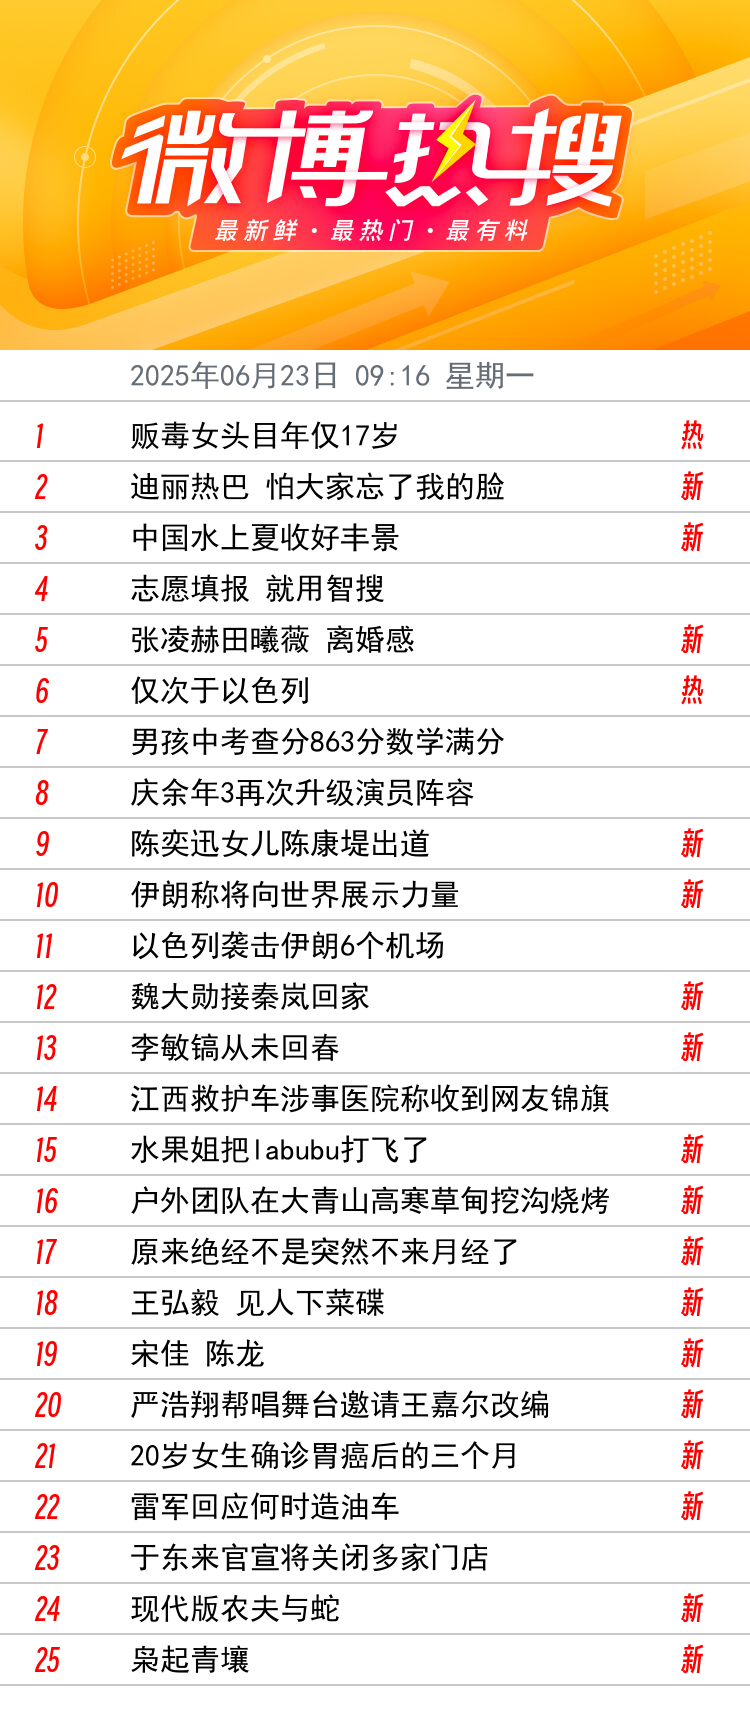 微博热搜
最新鲜·最热门·最有料
2025年06月23日 09:16 星期一
1 贩毒女头目年仅17岁 热
2 迪丽热巴 怕大家忘了我的脸 新
3 中国水上夏收好丰景 新
4 志愿填报 就用智搜
5 张凌赫田曦薇 离婚感 新
6 仅次于以色列 热
7 男孩中考查分863分数学满分
8 庆余年3再次升级演员阵容
9 陈奕迅女儿陈康堤出道 新
10 伊朗称将向世界展示力量 新
11 以色列袭击伊朗6个机场
12 魏大勋接秦岚回家 新
13 李敏镐从未回春 新
14 江西救护车涉事医院称收到网友锦旗
15 水果姐把labubu打飞了 新
16 户外团队在大青山高寒草甸挖沟烧烤 新
17 原来绝经不是突然不来月经了 新
18 王弘毅 见人下菜碟 新
19 宋佳 陈龙 新
20 严浩翔帮唱舞台邀请王嘉尔改编 新
21 20岁女生确诊胃癌后的三个月 新
22 雷军回应何时造油车 新
23 于东来官宣将关闭多家门店
24 现代版农夫与蛇 新
25 枭起青壤 新